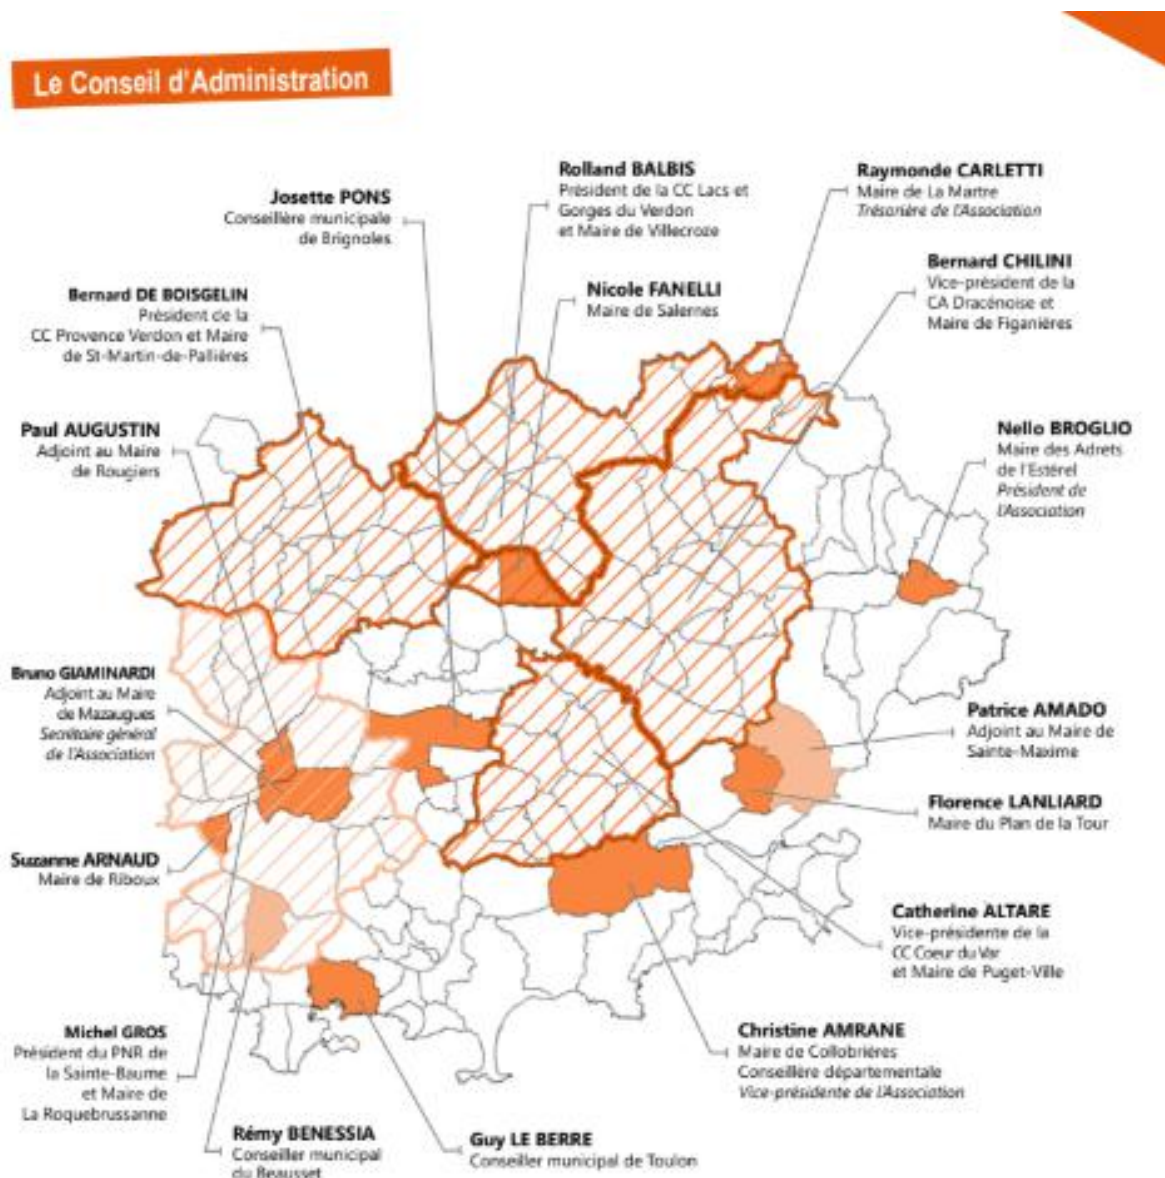 Le Conseil d'Administration
Rolland BALBIS
Président de la CC Lacs et
Gorges du Verdon
et Maire de Villecroze
Raymonde CARLETTI
Maire de La Martre
Trésorière de l'Association
Josette PONS
Conseillère municipale
de Brignoles
Bernard CHILINI
Vice-président de la
CA Dracénoise et
Maire de Figanières
Nicole FANELLI
Maire de Salernes
Bernard DE BOISGELIN
Président de la
CC Provence Verdon et Maire
de St-Martin-de-Pallières
Paul AUGUSTIN
Adjoint au Maire
de Rougiers
Nello BROGLIO
Maire des Adrets
de l'Estérel
Président de
l'Association
Bruno GIAMINARDI
Adjoint au Maire
de Mazaugues
Secrétaire général
de l'Association
Patrice AMADO
Adjoint au Maire de
Sainte-Maxime
Florence LANLIARD
Maire du Plan de la Tour
Suzanne ARNAUD
Maire de Riboux
Catherine ALTARE
Vice-présidente de la
CC Coeur du Var
et Maire de Puget-Ville
Michel GROS
Président du PNR de
la Sainte-Baume
et Maire de
La Roquebrussanne
Christine AMRANE
Maire de Collobrières
Conseillère départementale
Vice-présidente de l'Association
Rémy BENESSIA
Conseiller municipal
du Beausset
Guy LE BERRE
Conseiller municipal de Toulon